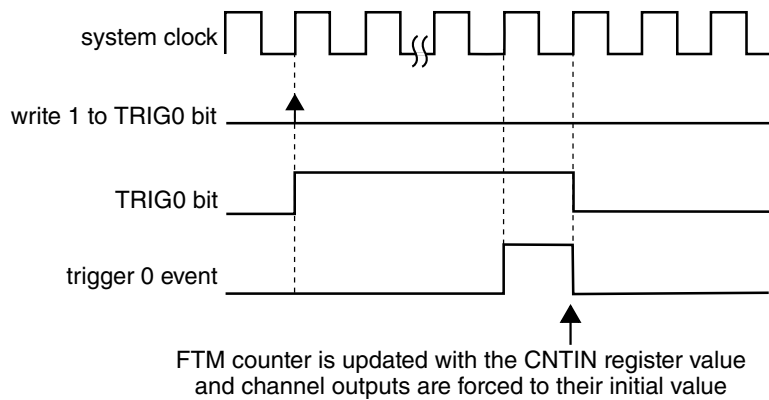 system clock
write 1 to TRIG0 bit
TRIG0 bit
trigger 0 event
FTM counter is updated with the CNTIN register value
and channel outputs are forced to their initial value